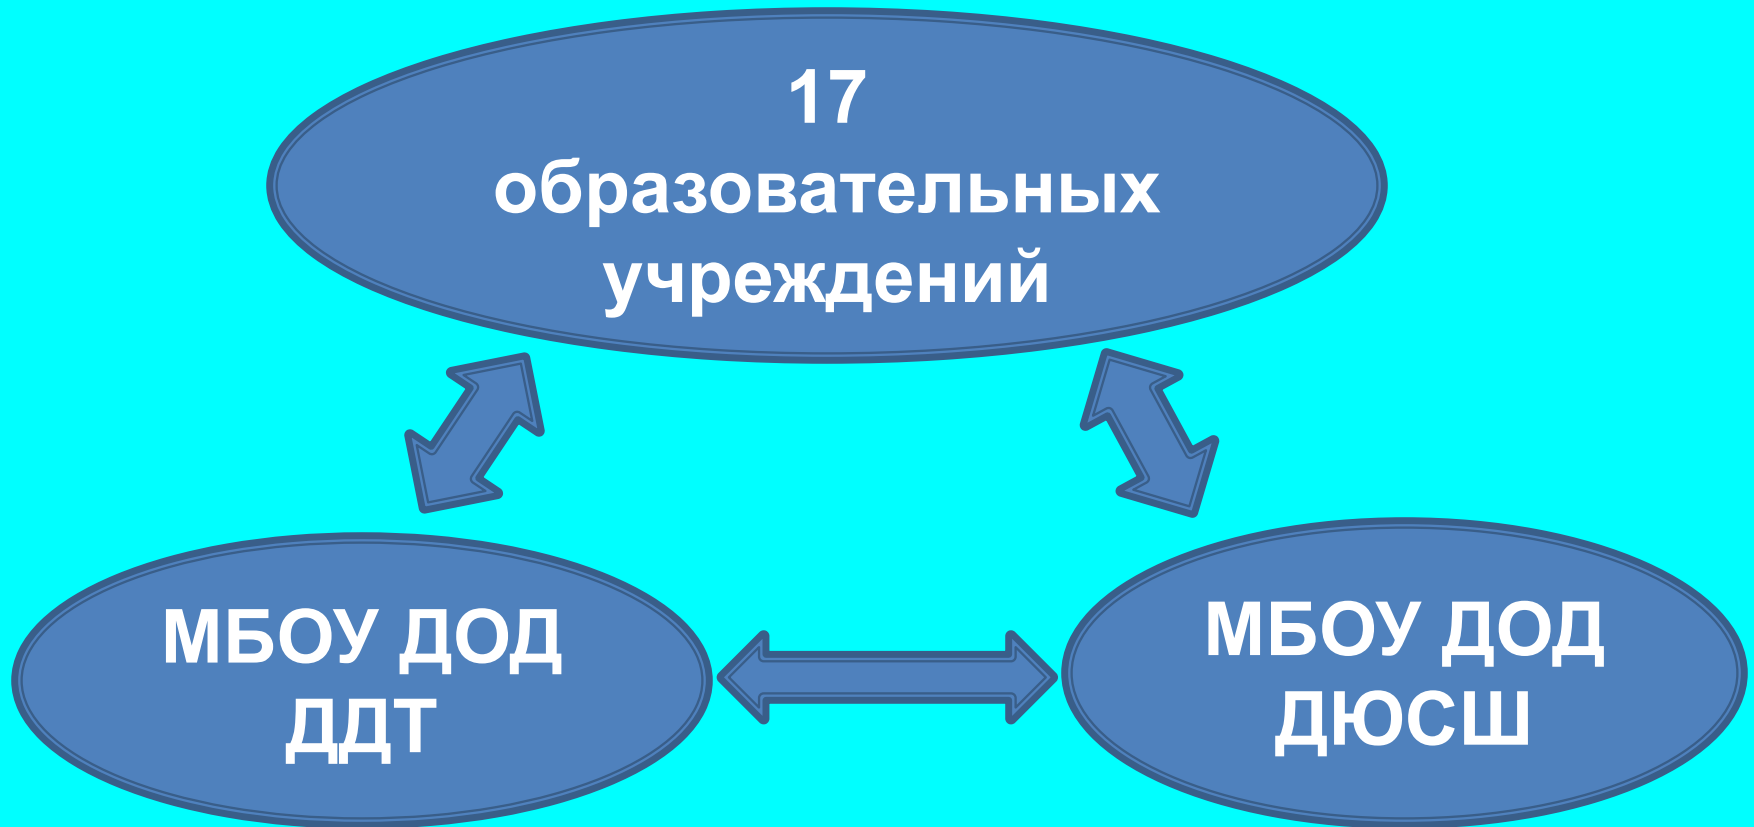 17
образовательных
учреждений
МБОУ ДОД
ДДТ
МБОУ ДОД
ДЮСШ